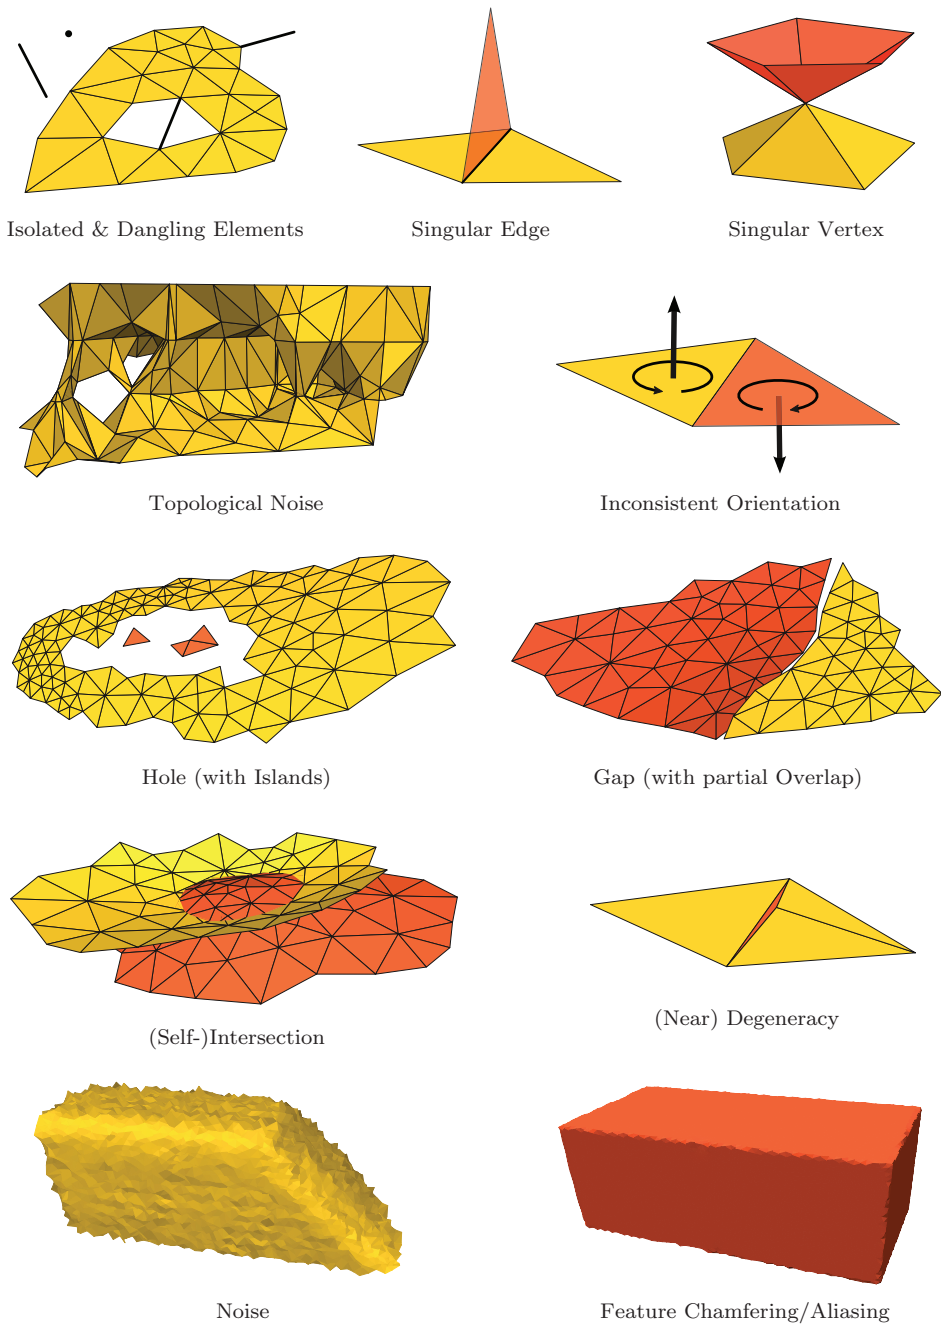 Isolated & Dangling Elements
Singular Edge
Singular Vertex
Topological Noise
Inconsistent Orientation
Hole (with Islands)
Gap (with partial Overlap)
(Self-)Intersection
(Near) Degeneracy
Noise
Feature Chamfering/Aliasing